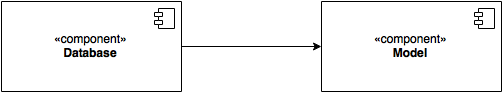 «component»
Database
«component»
Model